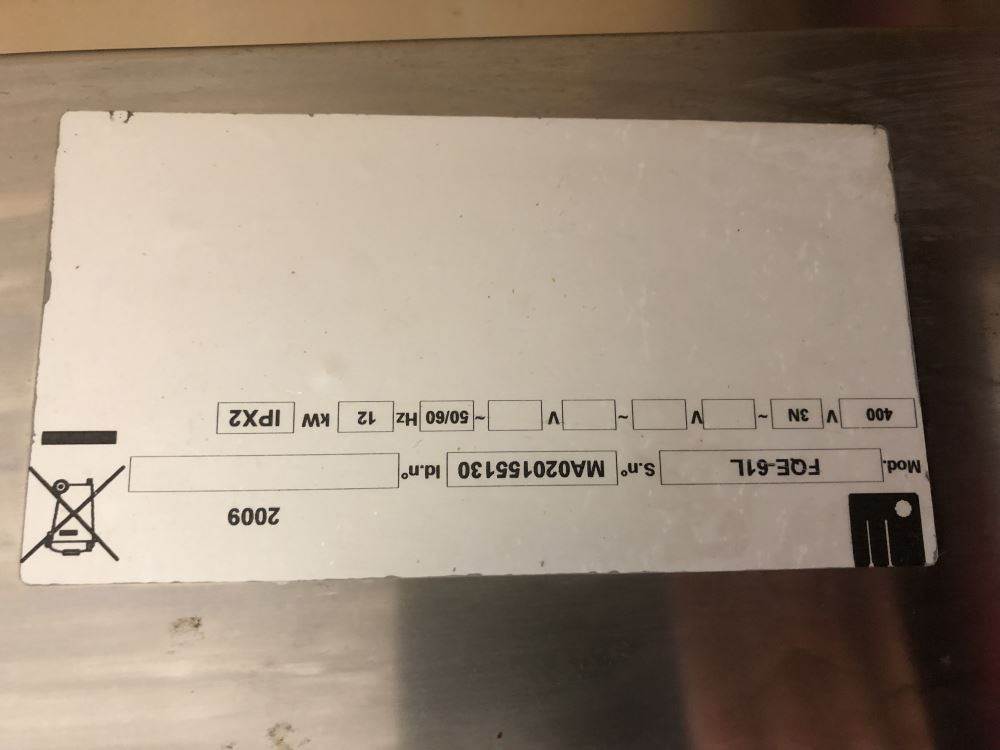 2009
Mod. FQE-61L S.n° MA020155130 Id.n°
400 V 3N ~ V ~ V ~ 50/60 Hz 12 kW IPX2